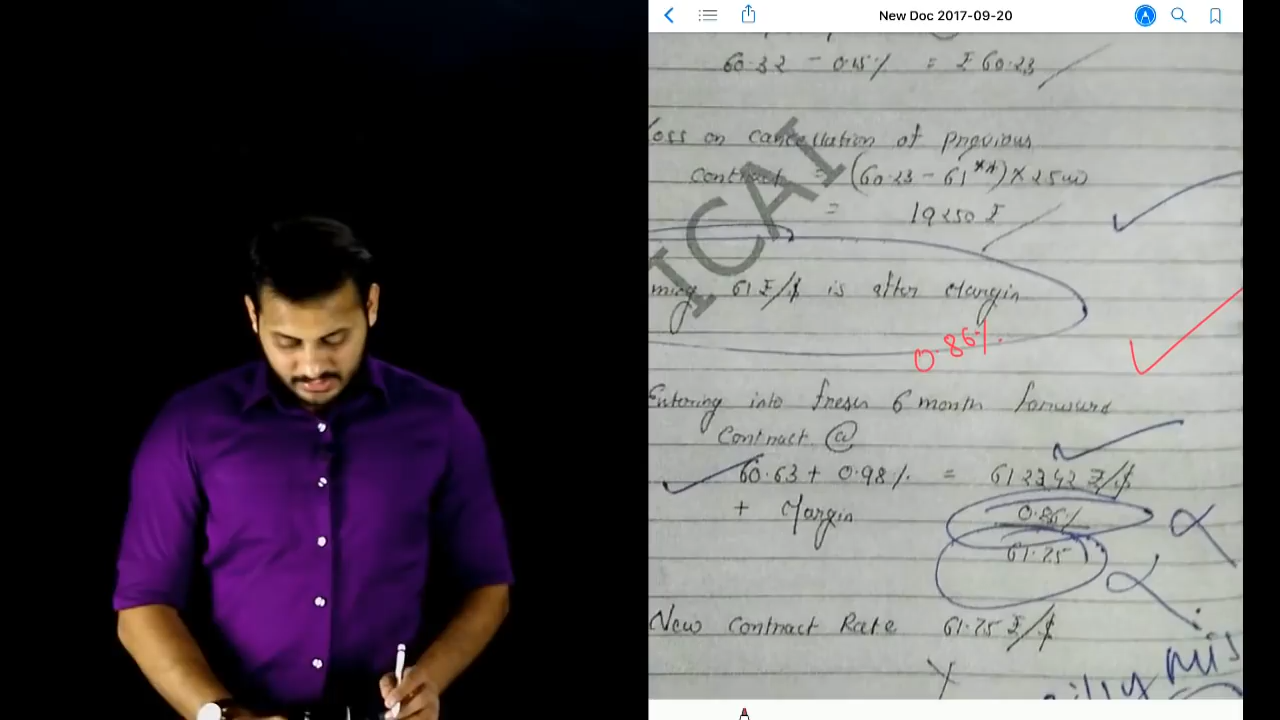 New Doc 2017-09-20
60.32 - 0.15% = ₹ 60.23
loss on cancellation of previous
contract = (60.23 - 61**) × 2500
= 19250 ₹
ICAI
61 ₹/$ is after Margin
0.86%
Entering into fresh 6 month forward
Contract @
60.63 + 0.98% = 61.2242 ₹/$
+ Margin 0.86%
61.75
New Contract Rate 61.75 ₹/$